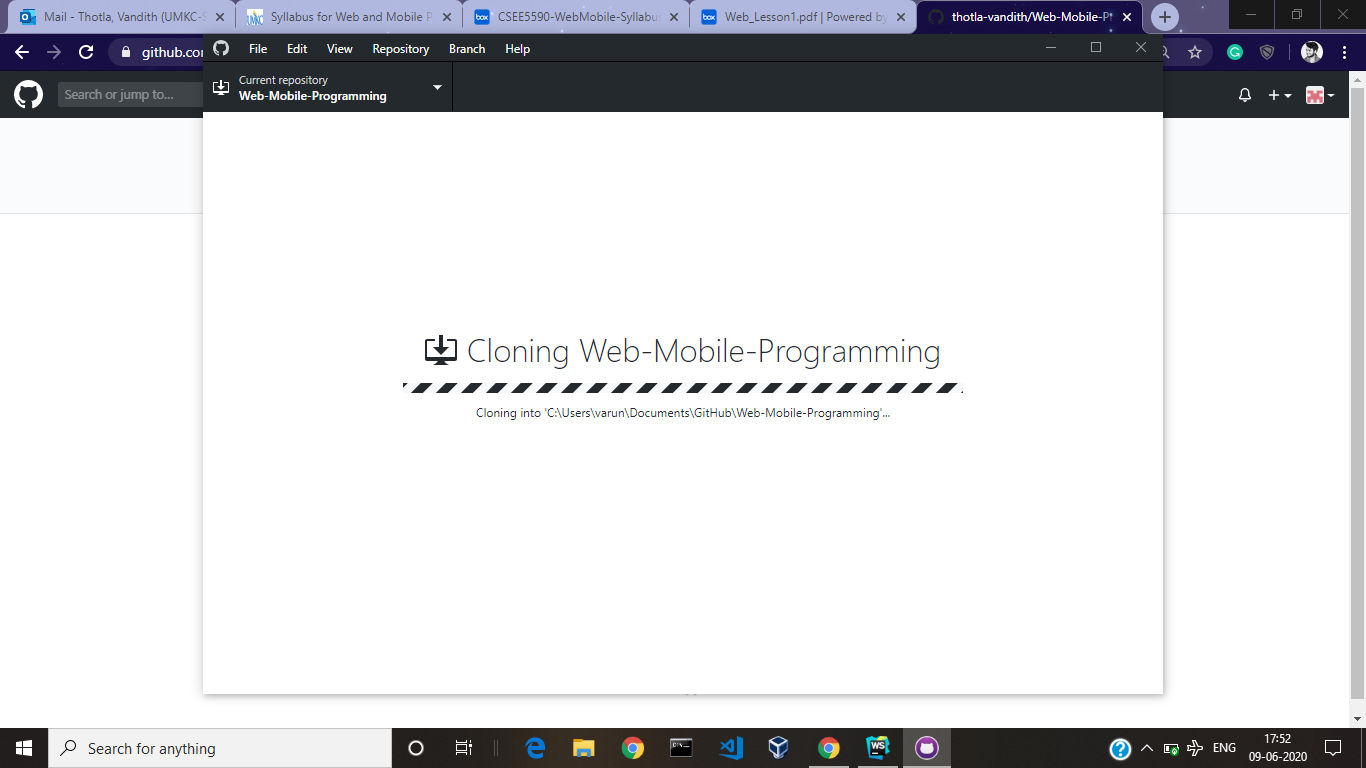 Mail - Thotla, Vandith (UMKC-S
Syllabus for Web and Mobile P
CSEE5590-WebMobile-Syllabus
Web_Lesson1.pdf | Powered by
thotla-vandith/Web-Mobile-P
github.co
File Edit View Repository Branch Help
Current repository
Web-Mobile-Programming
Search or jump to...
Cloning Web-Mobile-Programming
Cloning into 'C:\Users\varun\Documents\GitHub\Web-Mobile-Programming'...
Search for anything
ENG
17:52
09-06-2020